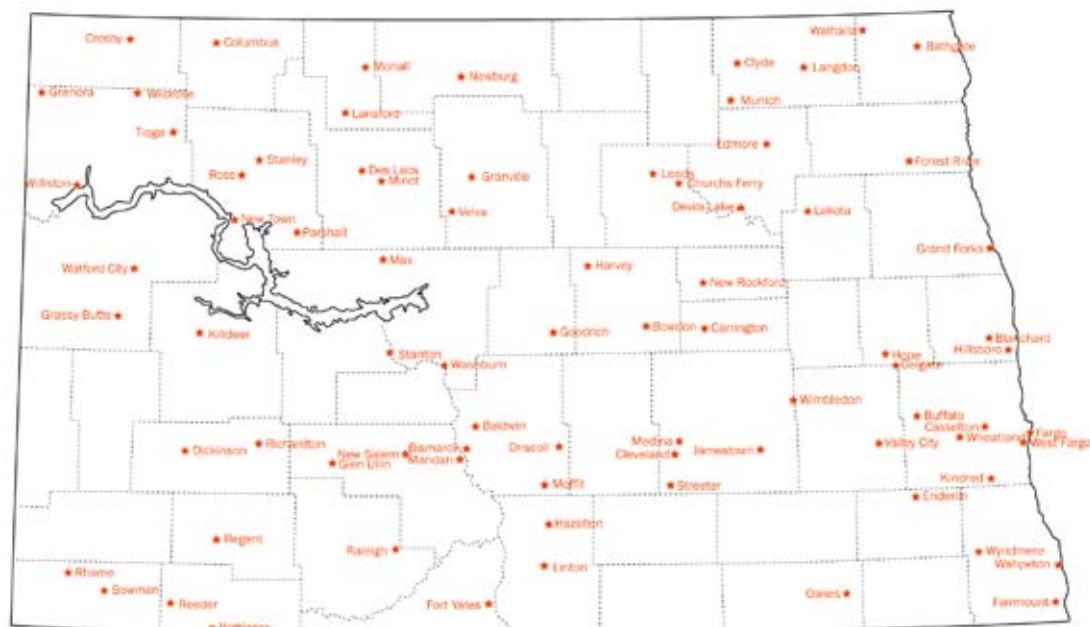 Crosby
Columbus
Walhalla
Bathgate
Mohall
Newburg
Clyde
Langdon
Grenora
Wildrose
Munich
Lansford
Tioga
Edmore
Stanley
Forest River
Ross
Des Lacs
Minot
Granville
Leeds
Churchs Ferry
Williston
Devils Lake
Lakota
New Town
Velva
Parshall
Grand Forks
Max
Harvey
Watford City
New Rockford
Grassy Butte
Killdeer
Goodrich
Bowdon
Carrington
Blanchard
Hillsboro
Stanton
Hope
Washburn
Wimbledon
Buffalo
Casselton
Baldwin
Fargo
Wheatland
West Fargo
Richardton
Dickinson
New Salem
Glen Ullin
Bismarck
Mandan
Driscoll
Medina
Cleveland
Jamestown
Valley City
Moffit
Streeter
Kindred
Enderlin
Hazelton
Regent
Raleigh
Wyndmere
Wahpeton
Linton
Rhame
Bowman
Reeder
Fort Yates
Oakes
Fairmount